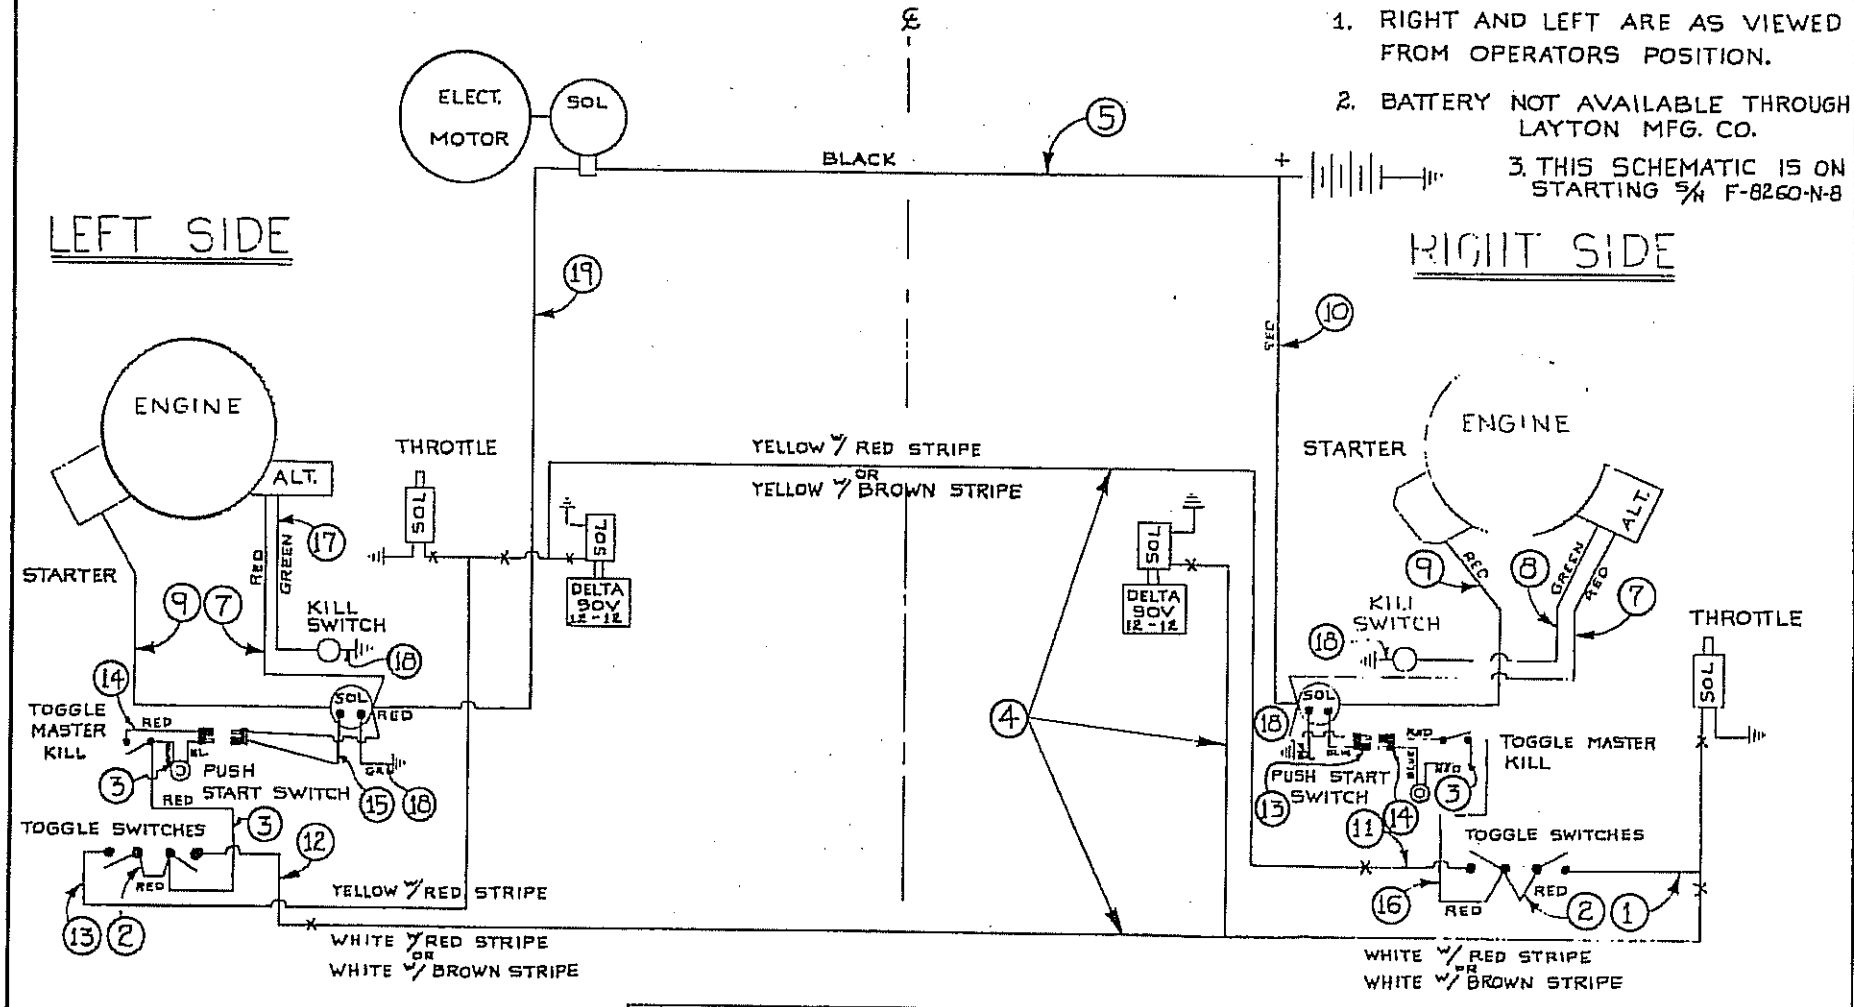 ℄
1. RIGHT AND LEFT ARE AS VIEWED
FROM OPERATORS POSITION.
2. BATTERY NOT AVAILABLE THROUGH
LAYTON MFG. CO.
3. THIS SCHEMATIC IS ON
STARTING S/N F-8260-N-8
ELECT.
MOTOR
SOL
5
BLACK
+
LEFT SIDE
RIGHT SIDE
19
10
RED
ENGINE
ALT.
STARTER
THROTTLE
SOL
17
RED
GREEN
9
7
KILL
SWITCH
18
SOL
DELTA
12-12
YELLOW W/ RED STRIPE
OR
YELLOW W/ BROWN STRIPE
SOL
DELTA
12-12
STARTER
ENGINE
ALT.
RED
GREEN
RED
9
8
7
KILL
SWITCH
18
THROTTLE
SOL
14
TOGGLE
MASTER
KILL
RED
BL
SOL
RED
3
PUSH
START SWITCH
RED
15
18
3
TOGGLE SWITCHES
12
RED
13
2
YELLOW W/ RED STRIPE
WHITE W/ RED STRIPE
OR
WHITE W/ BROWN STRIPE
4
SOL
18
RED
BLUE
RED
TOGGLE MASTER
KILL
PUSH START
SWITCH
3
13
14
11
TOGGLE SWITCHES
16
RED
RED
2
1
WHITE W/ RED STRIPE
OR
WHITE W/ BROWN STRIPE